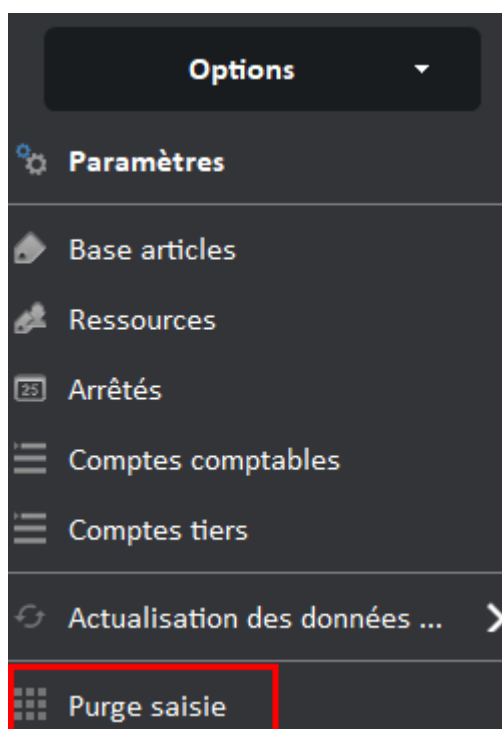 Options
Paramètres
Base articles
Ressources
25
Arrêtés
Comptes comptables
Comptes tiers
Actualisation des données ...
Purge saisie